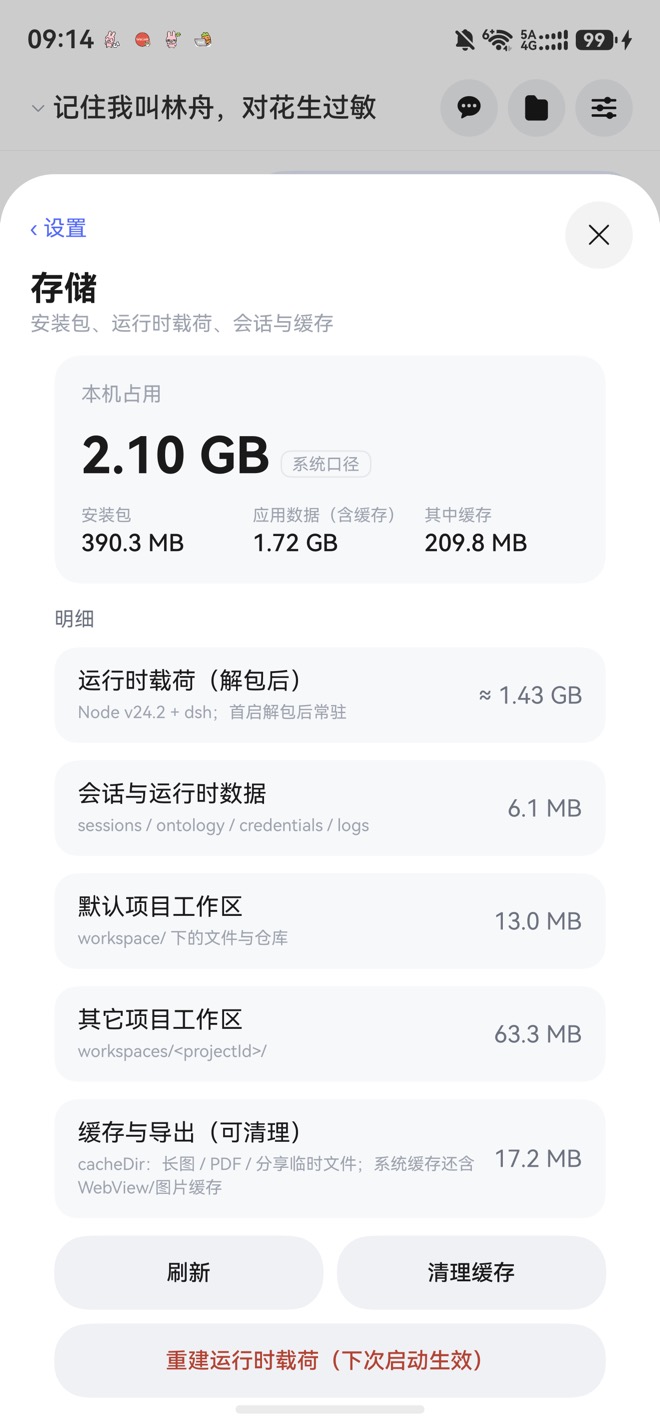 09:14
6
5A
4G
99
记住我叫林舟，对花生过敏
‹ 设置
存储
安装包、运行时载荷、会话与缓存
本机占用
2.10 GB 系统口径
安装包 应用数据（含缓存） 其中缓存
390.3 MB 1.72 GB 209.8 MB
明细
运行时载荷（解包后）
≈ 1.43 GB
Node v24.2 + dsh；首启解包后常驻
会话与运行时数据
6.1 MB
sessions / ontology / credentials / logs
默认项目工作区
13.0 MB
workspace/ 下的文件与仓库
其它项目工作区
63.3 MB
workspaces/<projectId>/
缓存与导出（可清理）
cacheDir：长图 / PDF / 分享临时文件；系统缓存还含
17.2 MB
WebView/图片缓存
刷新 清理缓存
重建运行时载荷（下次启动生效）